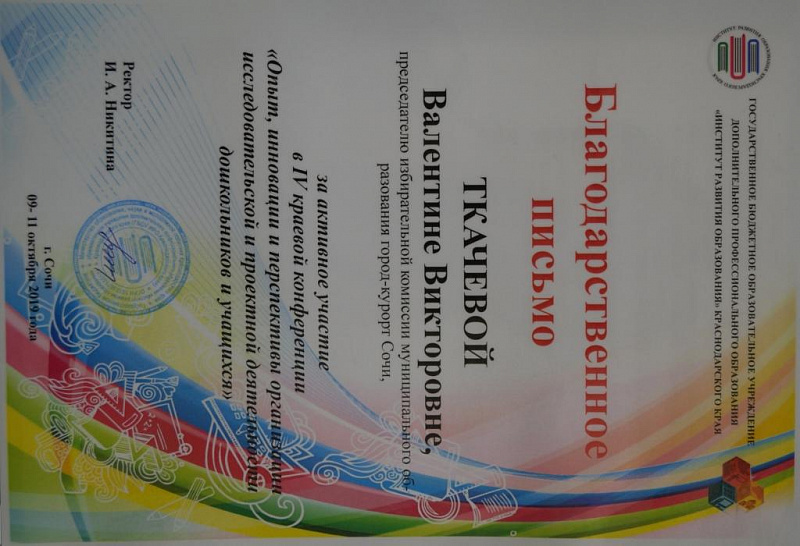 ГОСУДАРСТВЕННОЕ БЮДЖЕТНОЕ ОБРАЗОВАТЕЛЬНОЕ УЧРЕЖДЕНИЕ
ДОПОЛНИТЕЛЬНОГО ПРОФЕССИОНАЛЬНОГО ОБРАЗОВАНИЯ
«ИНСТИТУТ РАЗВИТИЯ ОБРАЗОВАНИЯ» КРАСНОДАРСКОГО КРАЯ
Благодарственное
письмо
ТКАЧЕВОЙ
Валентине Викторовне,
председателю избирательной комиссии муниципального об-
разования город-курорт Сочи,
за активное участие
в IV краевой конференции
«Опыт, инновации и перспективы организации
исследовательской и проектной деятельности
дошкольников и учащихся»
Ректор
И. А. Никитина
г. Сочи
09- 11 октября 2019 года